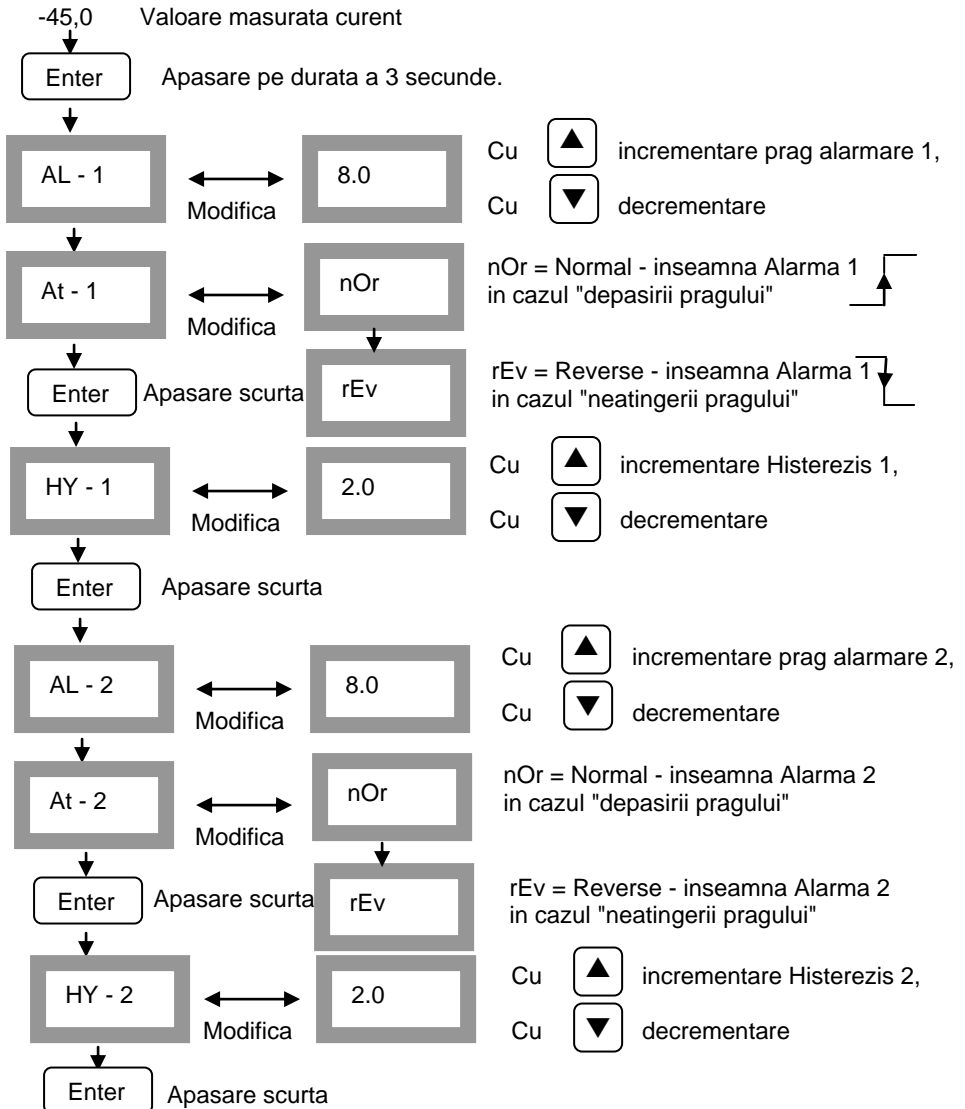 -45,0 Valoare masurata curent
Enter Apasare pe durata a 3 secunde.
AL - 1 8.0 Cu ▲ incrementare prag alarmare 1,
Modifica Cu ▼ decrementare
At - 1 nOr nOr = Normal - inseamna Alarma 1
Modifica in cazul "depasirii pragului"
Enter Apasare scurta rEv rEv = Reverse - inseamna Alarma 1
in cazul "neatingerii pragului"
HY - 1 2.0 Cu ▲ incrementare Histerezis 1,
Modifica Cu ▼ decrementare
Enter Apasare scurta
AL - 2 8.0 Cu ▲ incrementare prag alarmare 2,
Modifica Cu ▼ decrementare
At - 2 nOr nOr = Normal - inseamna Alarma 2
Modifica in cazul "depasirii pragului"
Enter Apasare scurta rEv rEv = Reverse - inseamna Alarma 2
in cazul "neatingerii pragului"
HY - 2 2.0 Cu ▲ incrementare Histerezis 2,
Modifica Cu ▼ decrementare
Enter Apasare scurta